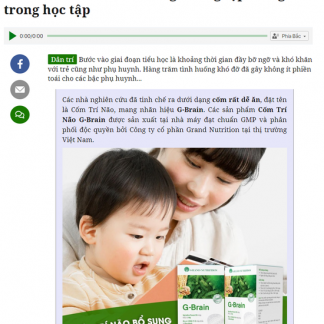 trong học tập
0:00/0:00
Phía Bắc
Dân trí Bước vào giai đoạn tiểu học là khoảng thời gian đầy bỡ ngỡ và khó khăn
với trẻ cũng như phụ huynh. Hàng trăm tình huống khó đỡ đã gây không ít phiền
toái cho các bậc phụ huynh...
Các nhà nghiên cứu đã tinh chế ra dưới dạng cốm rất dễ ăn, đặt tên
là Cốm Trí Não, mang nhãn hiệu G-Brain. Các sản phẩm Cốm Trí
Não G-Brain được sản xuất tại nhà máy đạt chuẩn GMP và phân
phối độc quyền bởi Công ty cổ phần Grand Nutrition tại thị trường
Việt Nam.
G-Brain
G-Brain
Í NÃO BỔ SUNG